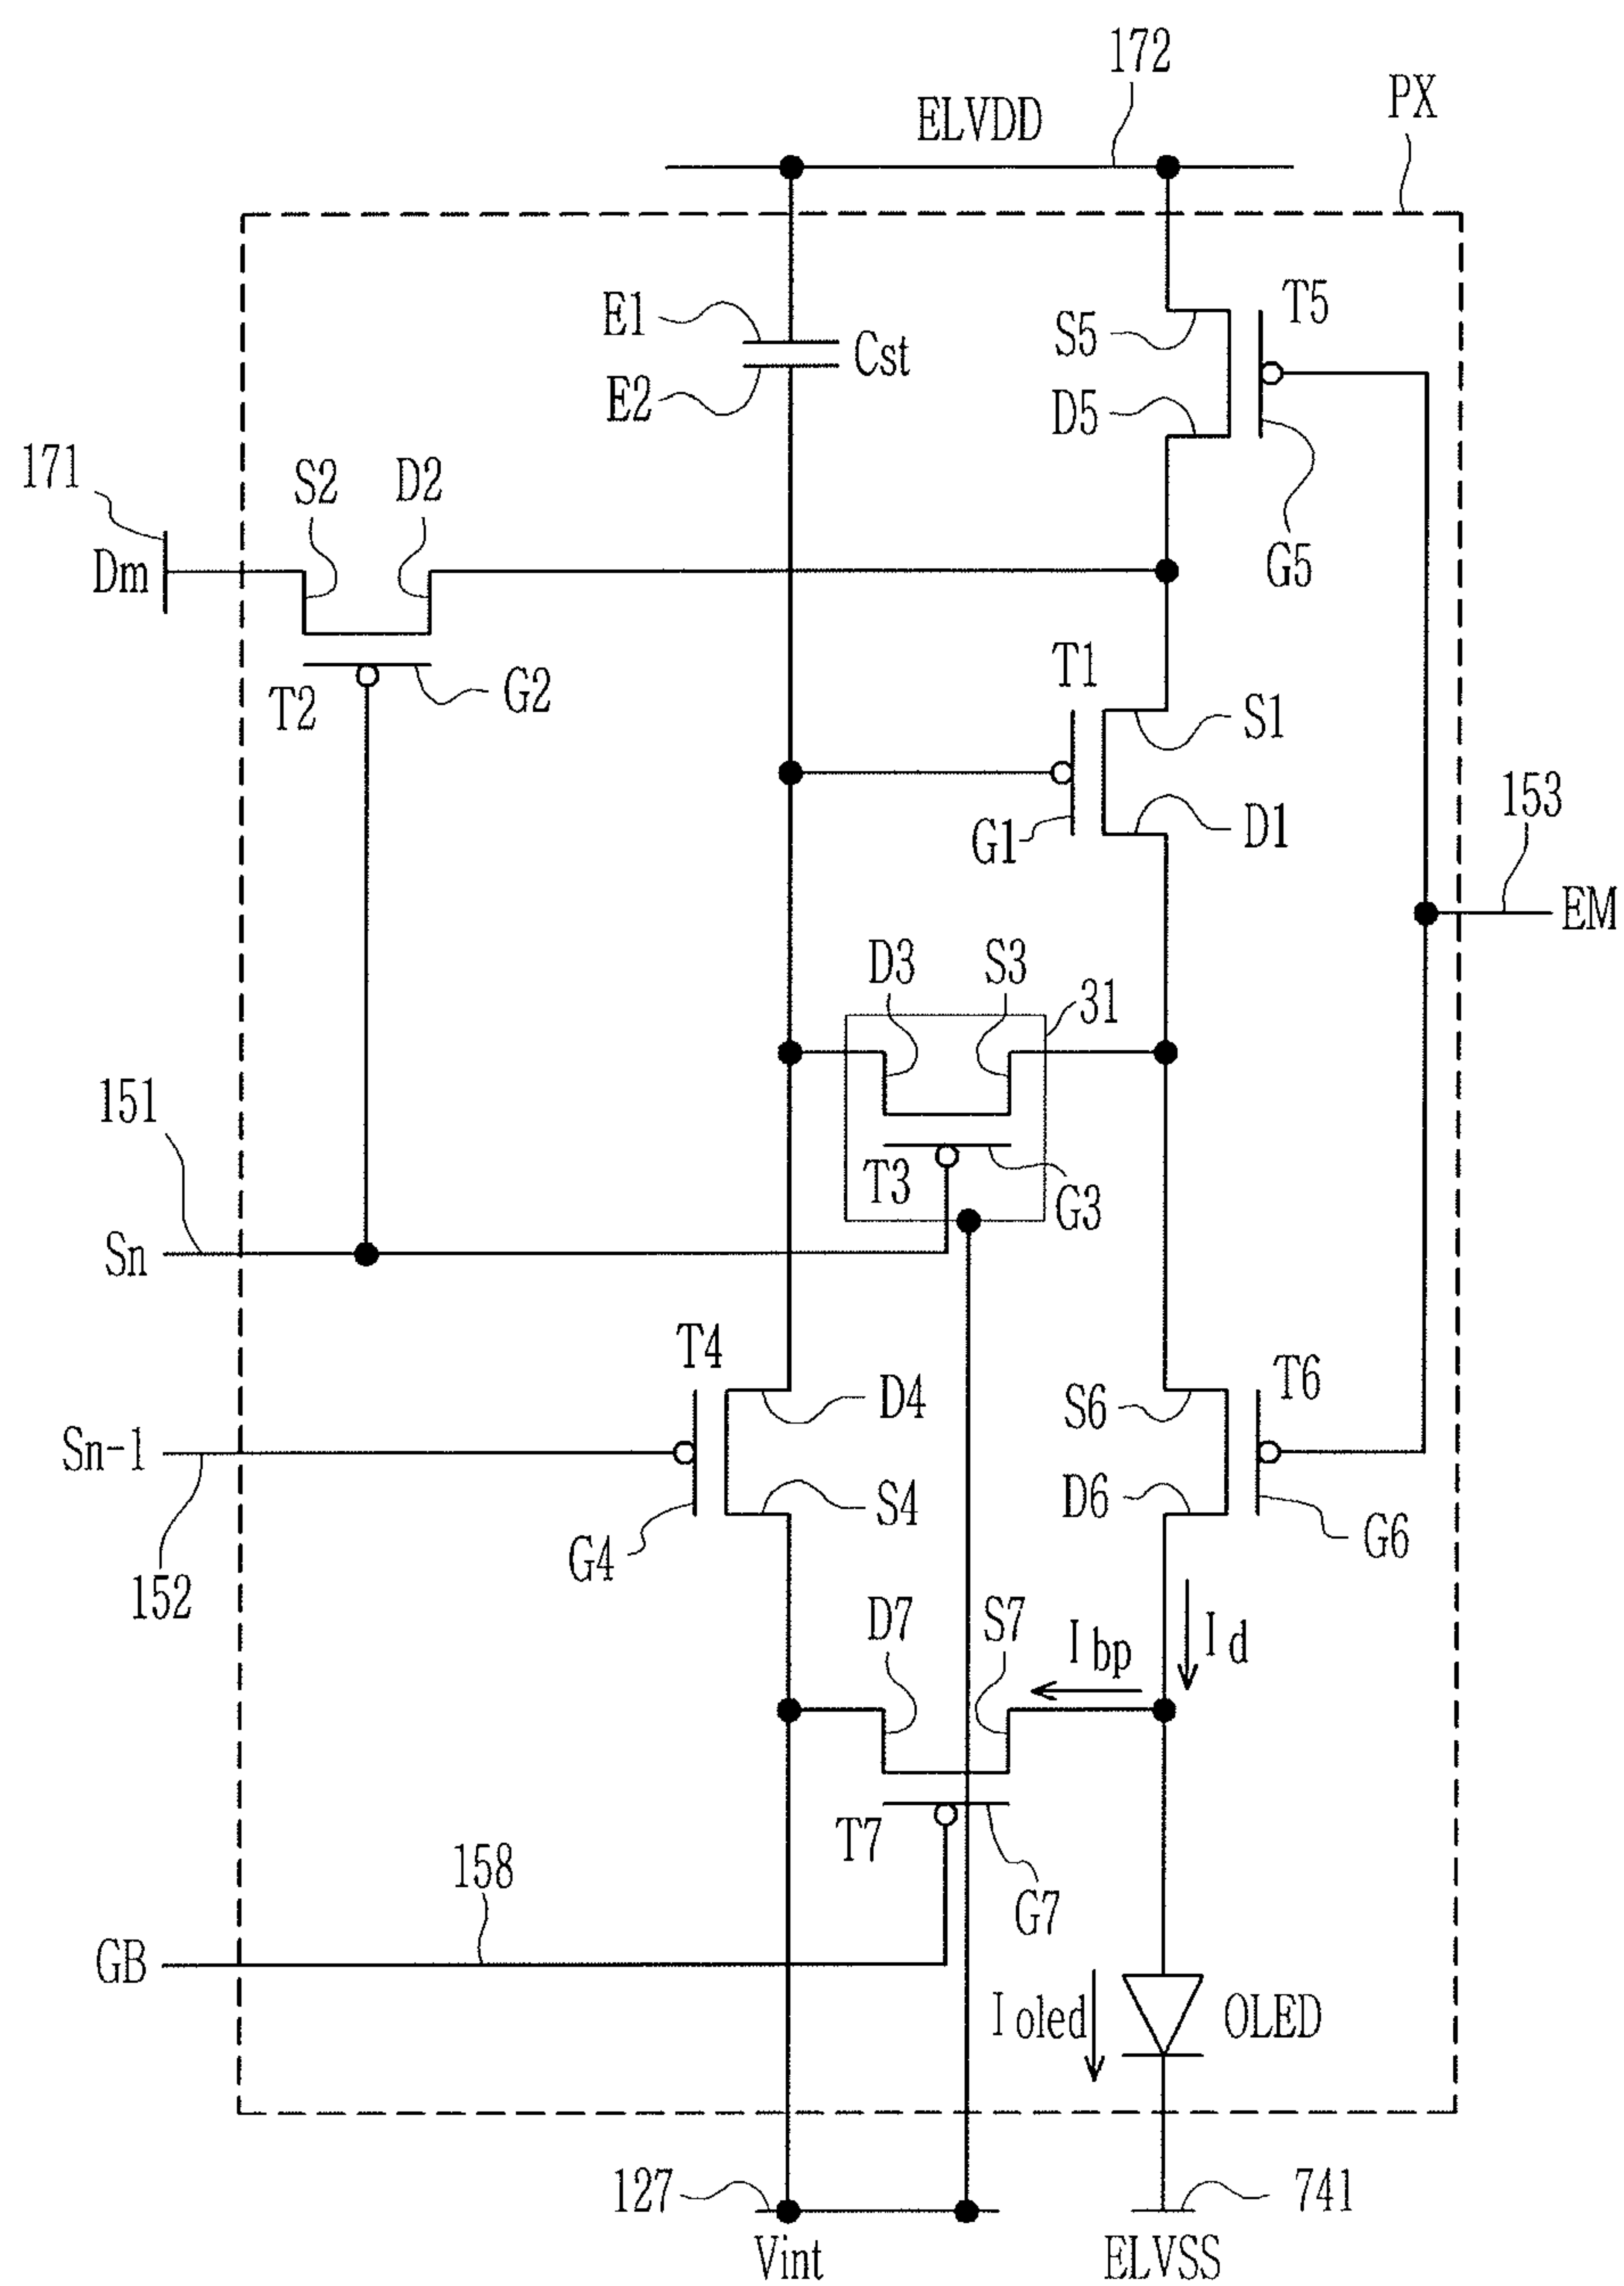 172
ELVDD
PX
E1
Cst
E2
T5
S5
D5
G5
171
S2
D2
Dm
T2
G2
T1
S1
G1
D1
153
EM
D3
S3
31
151
T3
G3
Sn
T4
D4
S6
T6
Sn-1
S4
D6
G4
G6
152
D7
S7
I bp
I d
T7
158
G7
GB
I oled
OLED
127
741
Vint
ELVSS